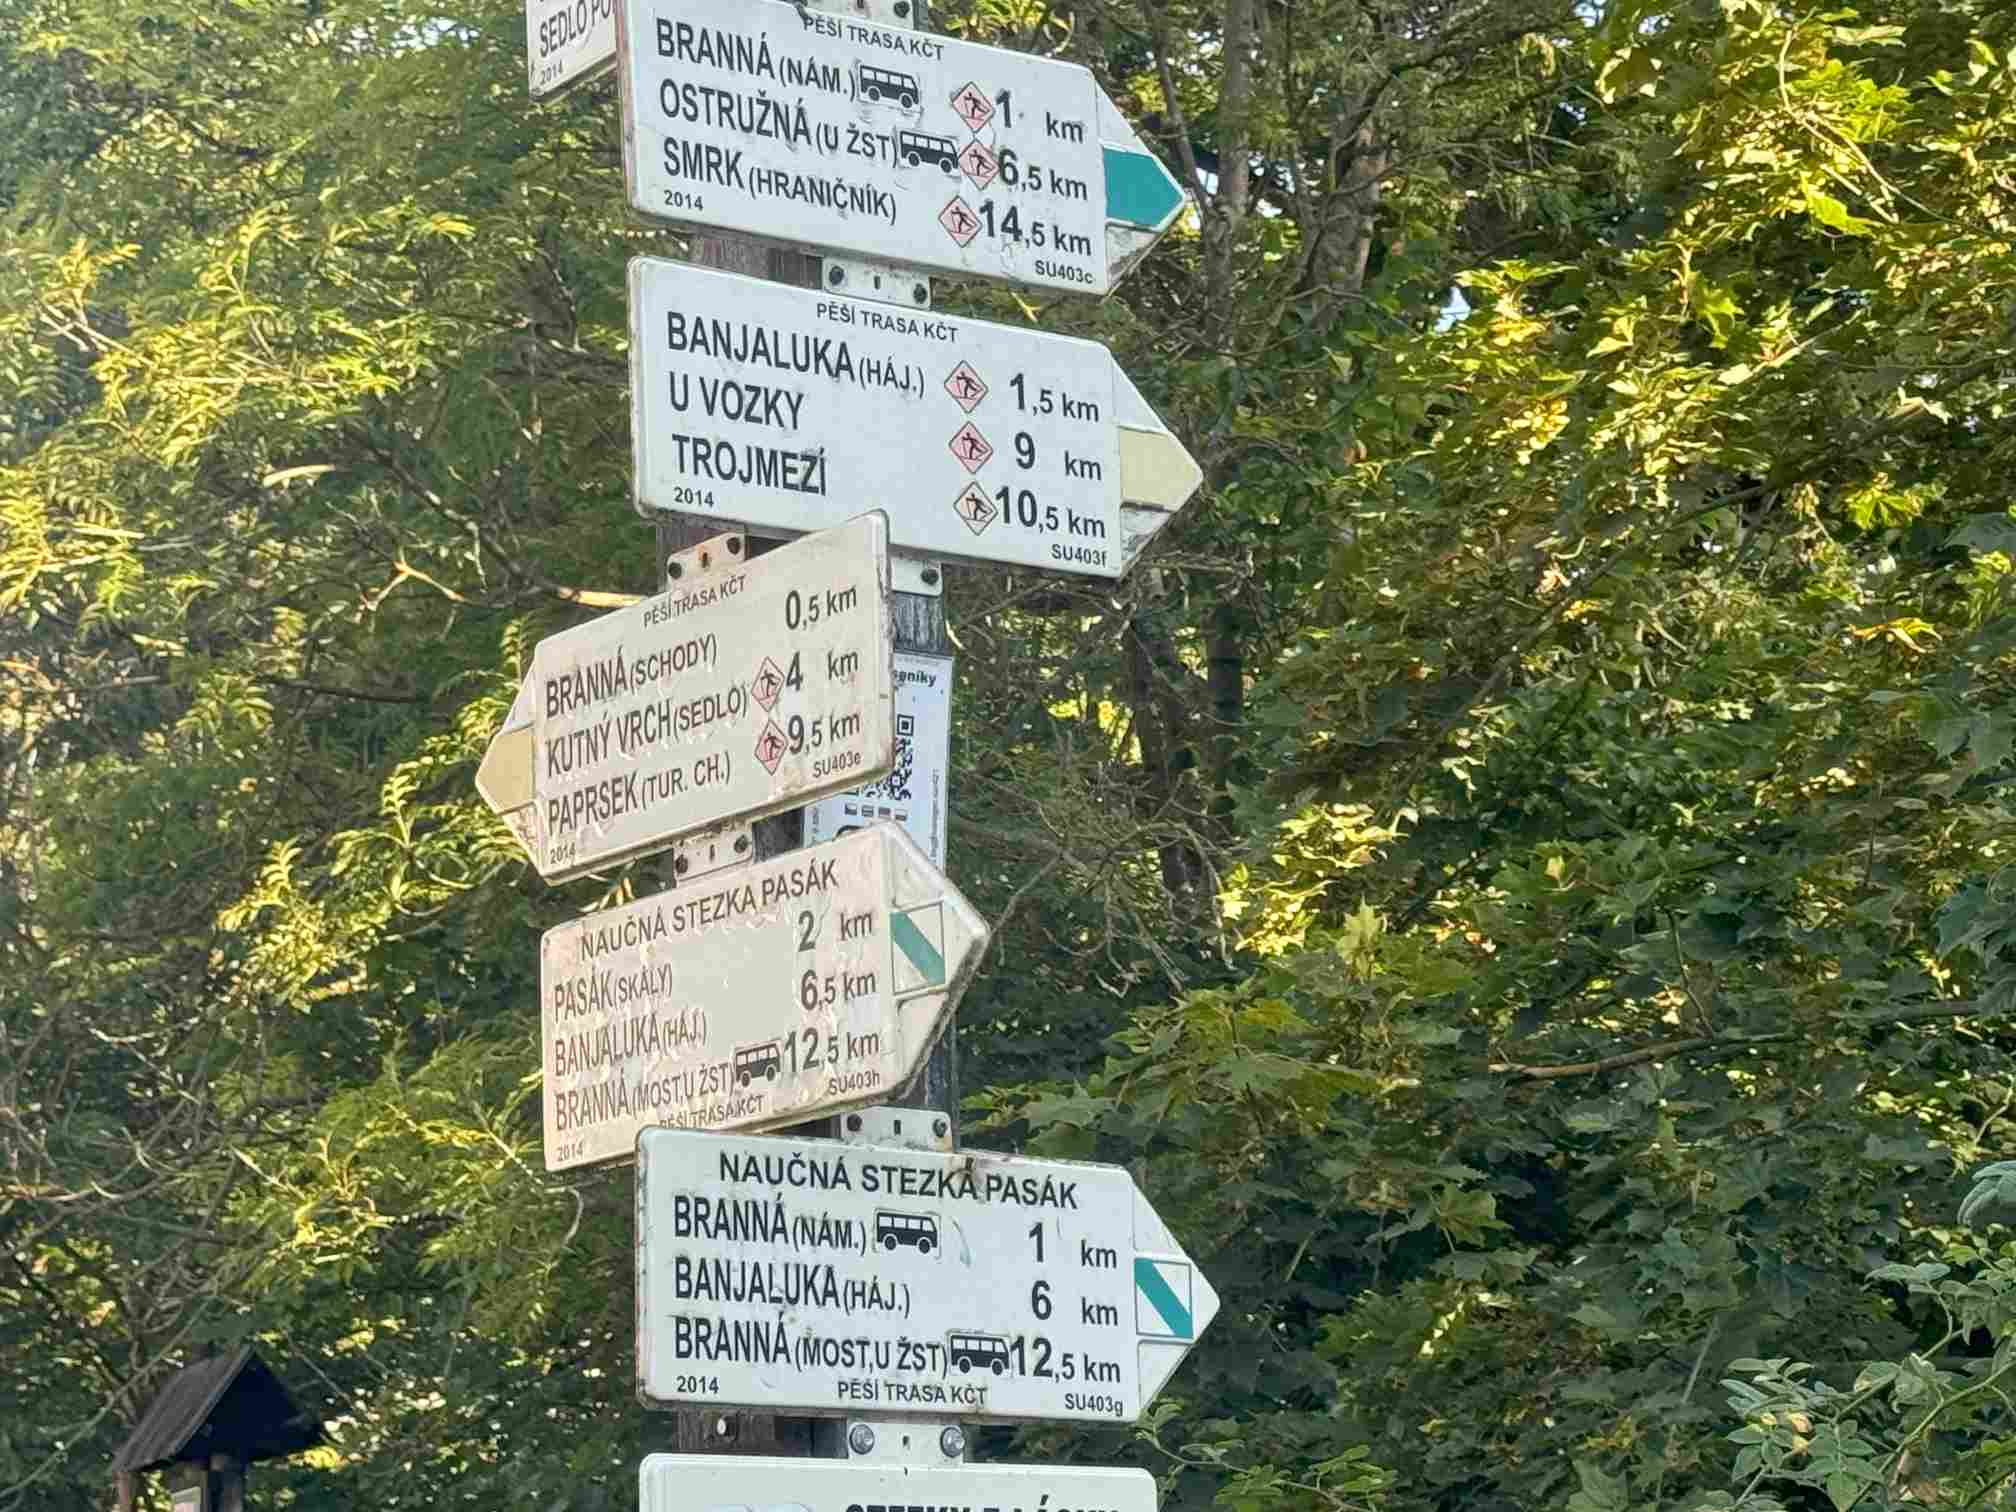 SEDLO
2014
PĚŠÍ TRASA KČT
BRANNÁ (NÁM.) 1 km
OSTRUŽNÁ (U ŽST) 6,5 km
SMRK (HRANIČNÍK) 14,5 km
2014 SU403c
PĚŠÍ TRASA KČT
BANJALUKA (HÁJ.) 1,5 km
U VOZKY 9 km
TROJMEZÍ 10,5 km
2014 SU403f
PĚŠÍ TRASA KČT
BRANNÁ (SCHODY) 0,5 km
KUTNÝ VRCH (SEDLO) 4 km
PAPRSEK (TUR. CH.) 9,5 km
2014 SU403e
NAUČNÁ STEZKA PASÁK
PASÁK (SKÁLY) 2 km
BANJALUKA (HÁJ.) 6,5 km
BRANNÁ (MOST,U ŽST) 12,5 km
2014 PĚŠÍ TRASA KČT SU403h
NAUČNÁ STEZKA PASÁK
BRANNÁ (NÁM.) 1 km
BANJALUKA (HÁJ.) 6 km
BRANNÁ (MOST,U ŽST) 12,5 km
2014 PĚŠÍ TRASA KČT SU403g